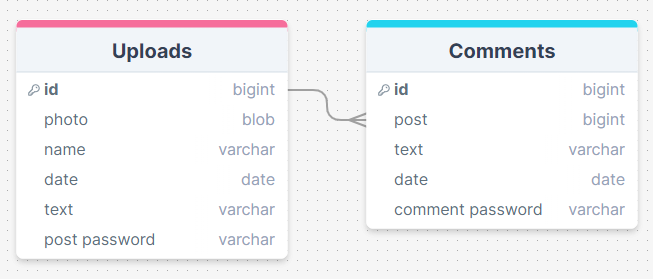 Uploads
id bigint
photo blob
name varchar
date date
text varchar
post password varchar
Comments
id bigint
post bigint
text varchar
date date
comment password varchar